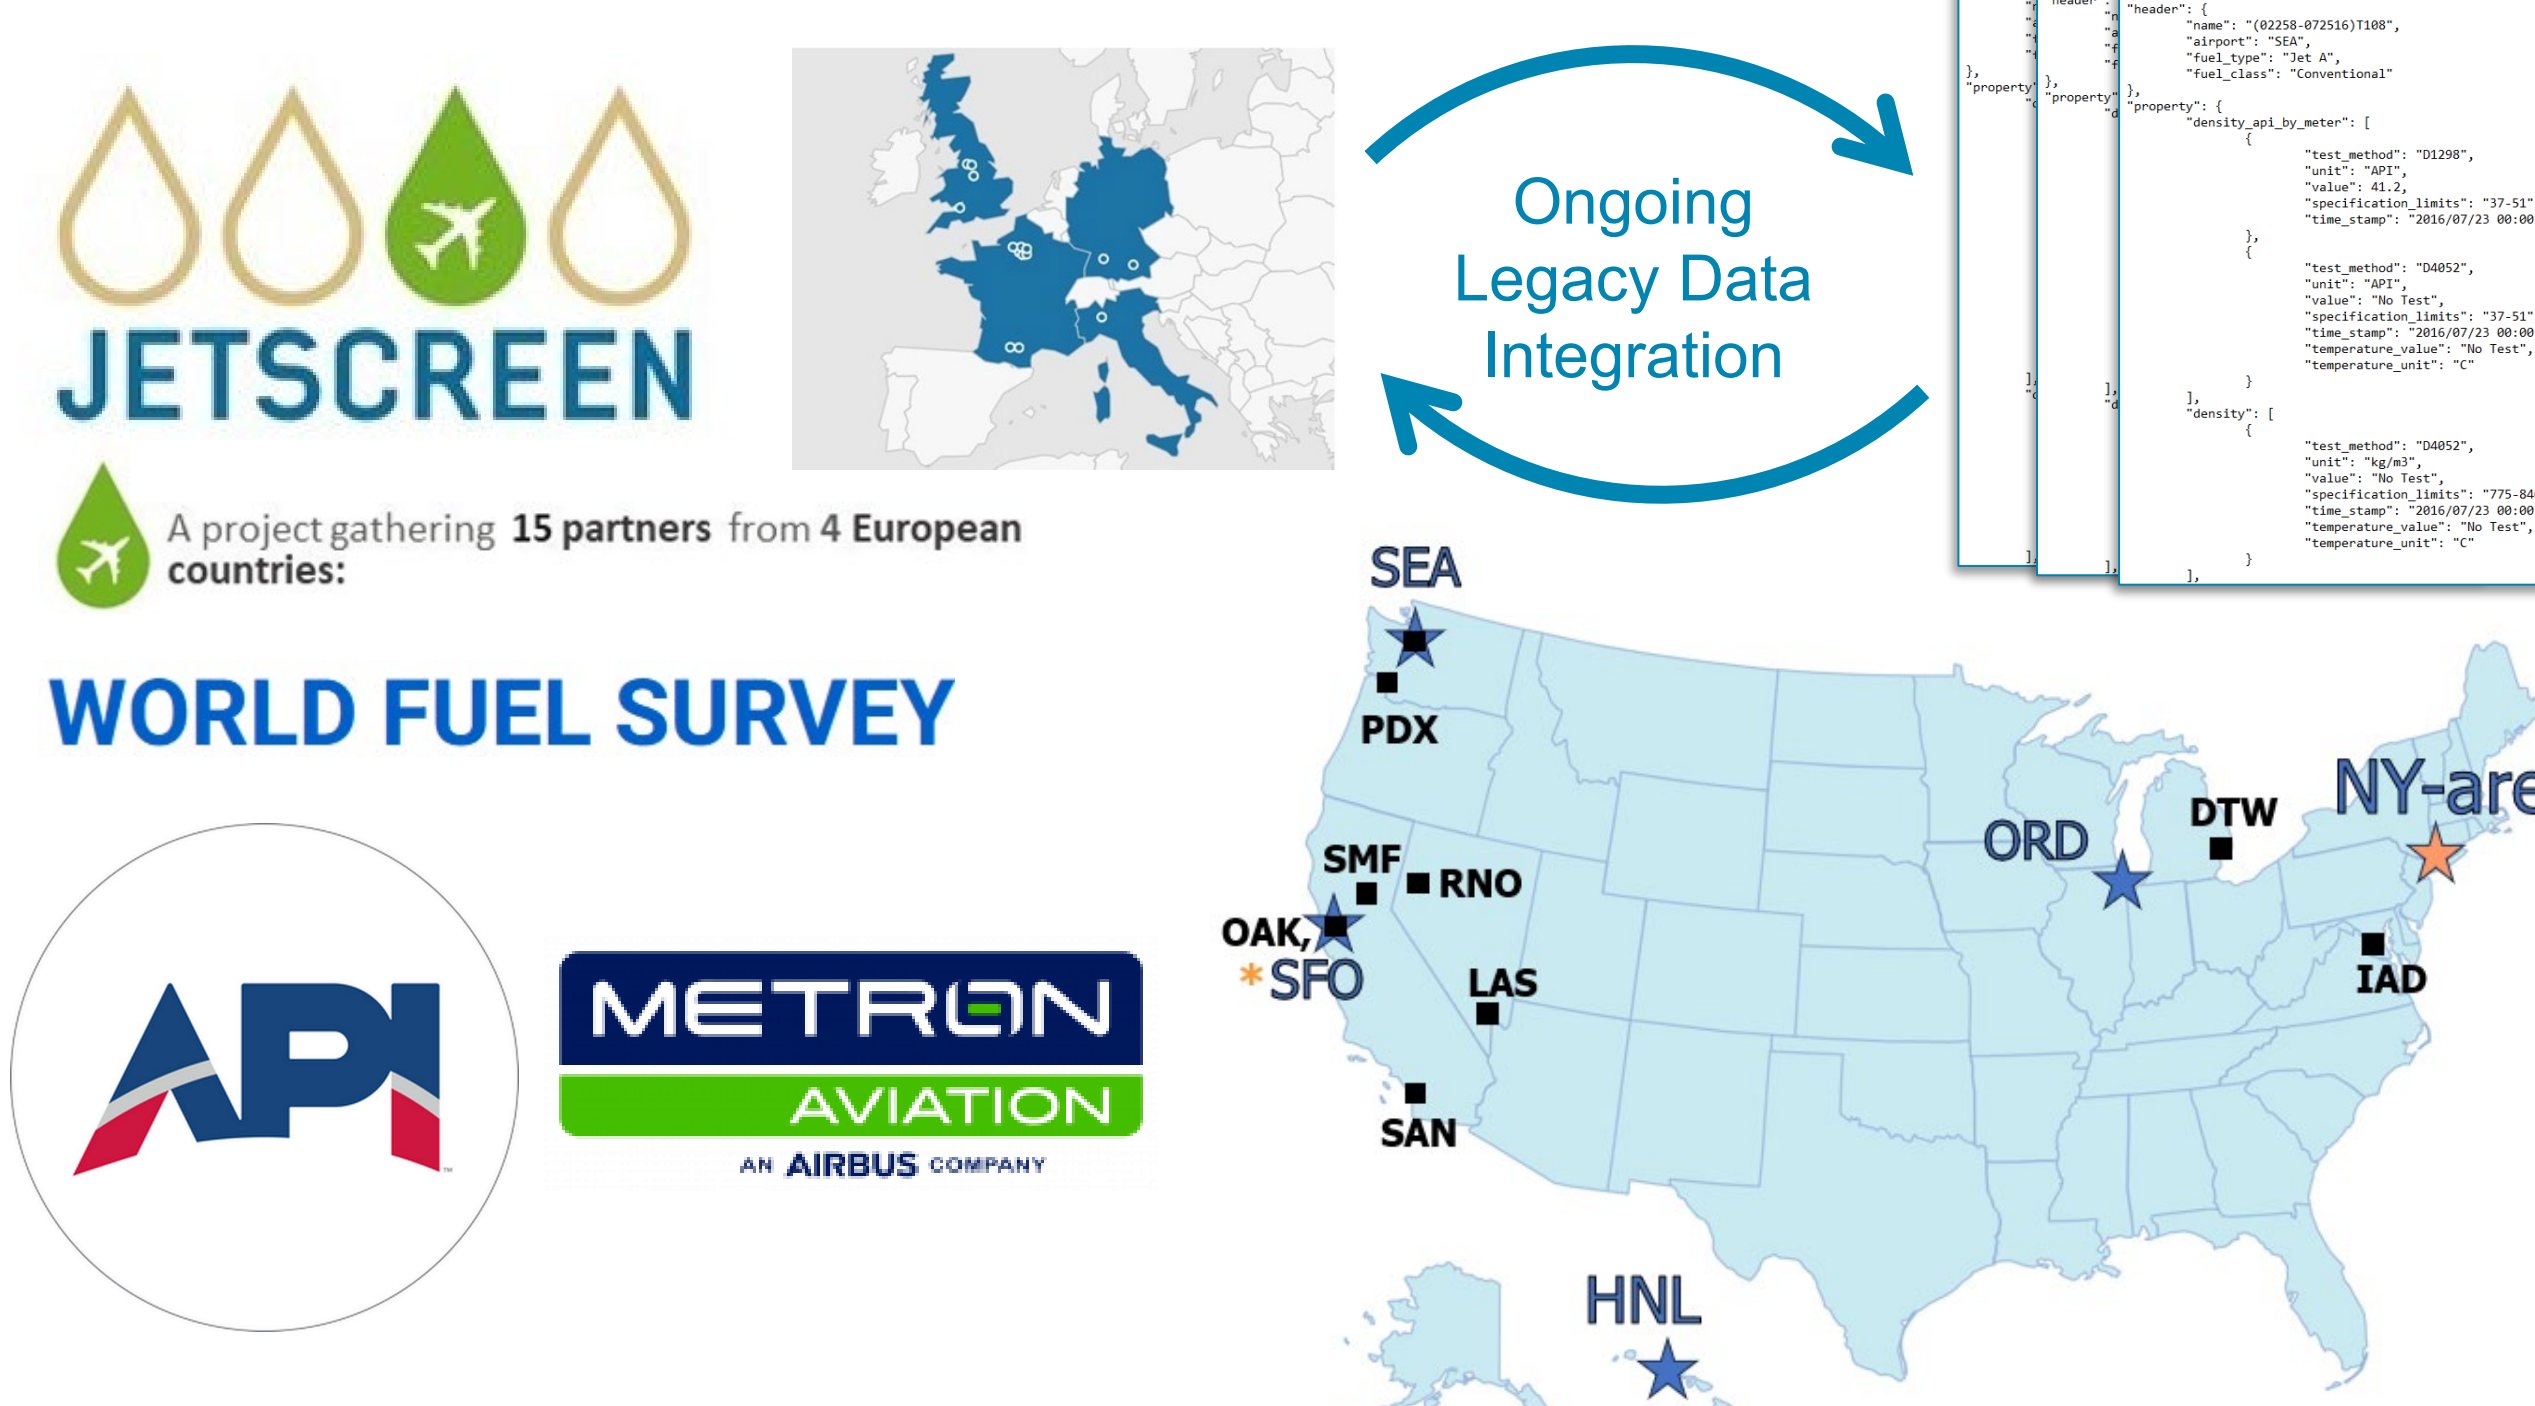 JETSCREEN
A project gathering 15 partners from 4 European
countries:
WORLD FUEL SURVEY
API
METRON
AVIATION
AN AIRBUS COMPANY
Ongoing
Legacy Data
Integration
},
"property"
],
],
},
"property"
],
],
"header": {
"name": "(02258-072516)T108",
"airport": "SEA",
"fuel_type": "Jet A",
"fuel_class": "Conventional"
},
"property": {
"density_api_by_meter": [
{
"test_method": "D1298",
"unit": "API",
"value": 41.2,
"specification_limits": "37-51"
"time_stamp": "2016/07/23 00:00
},
{
"test_method": "D4052",
"unit": "API",
"value": "No Test",
"specification_limits": "37-51"
"time_stamp": "2016/07/23 00:00
"temperature_value": "No Test",
"temperature_unit": "C"
}
],
"density": [
{
"test_method": "D4052",
"unit": "kg/m3",
"value": "No Test",
"specification_limits": "775-84
"time_stamp": "2016/07/23 00:00
"temperature_value": "No Test",
"temperature_unit": "C"
}
],
SEA
PDX
SMF
RNO
OAK,
*SFO
LAS
SAN
ORD
DTW
NY-are
IAD
HNL